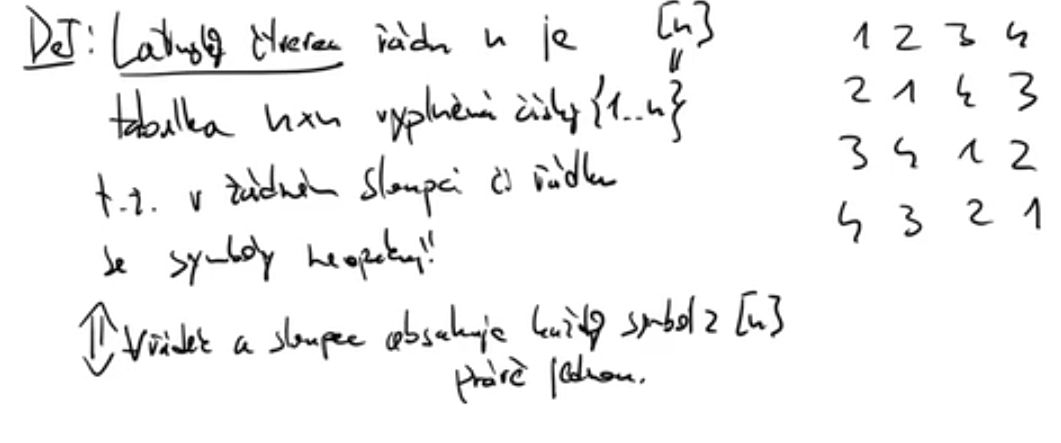 Def: Latinský čtverec řádu n je [n]
tabulka n×n vyplněná čísly {1..n}
t.ž. v žádném sloupci či řádku
se symboly neopakují!
⇕ ∀ řádek a sloupec obsahuje každý symbol z [n]
právě jednou.
1 2 3 4
2 1 4 3
3 4 1 2
4 3 2 1